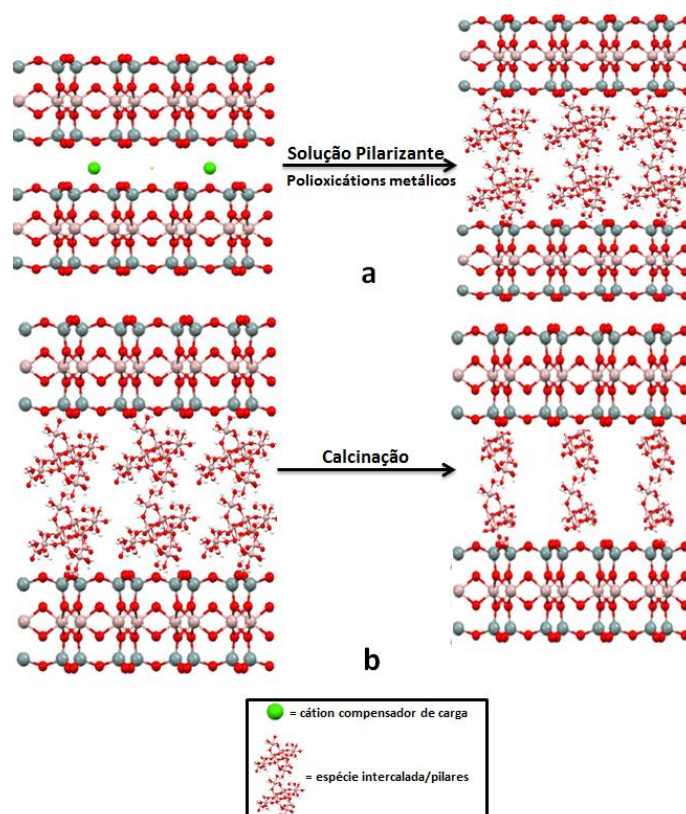 Solução Pilarizante
Polioxicátions metálicos
a
Calcinação
b
= cátion compensador de carga
= espécie intercalada/pilares